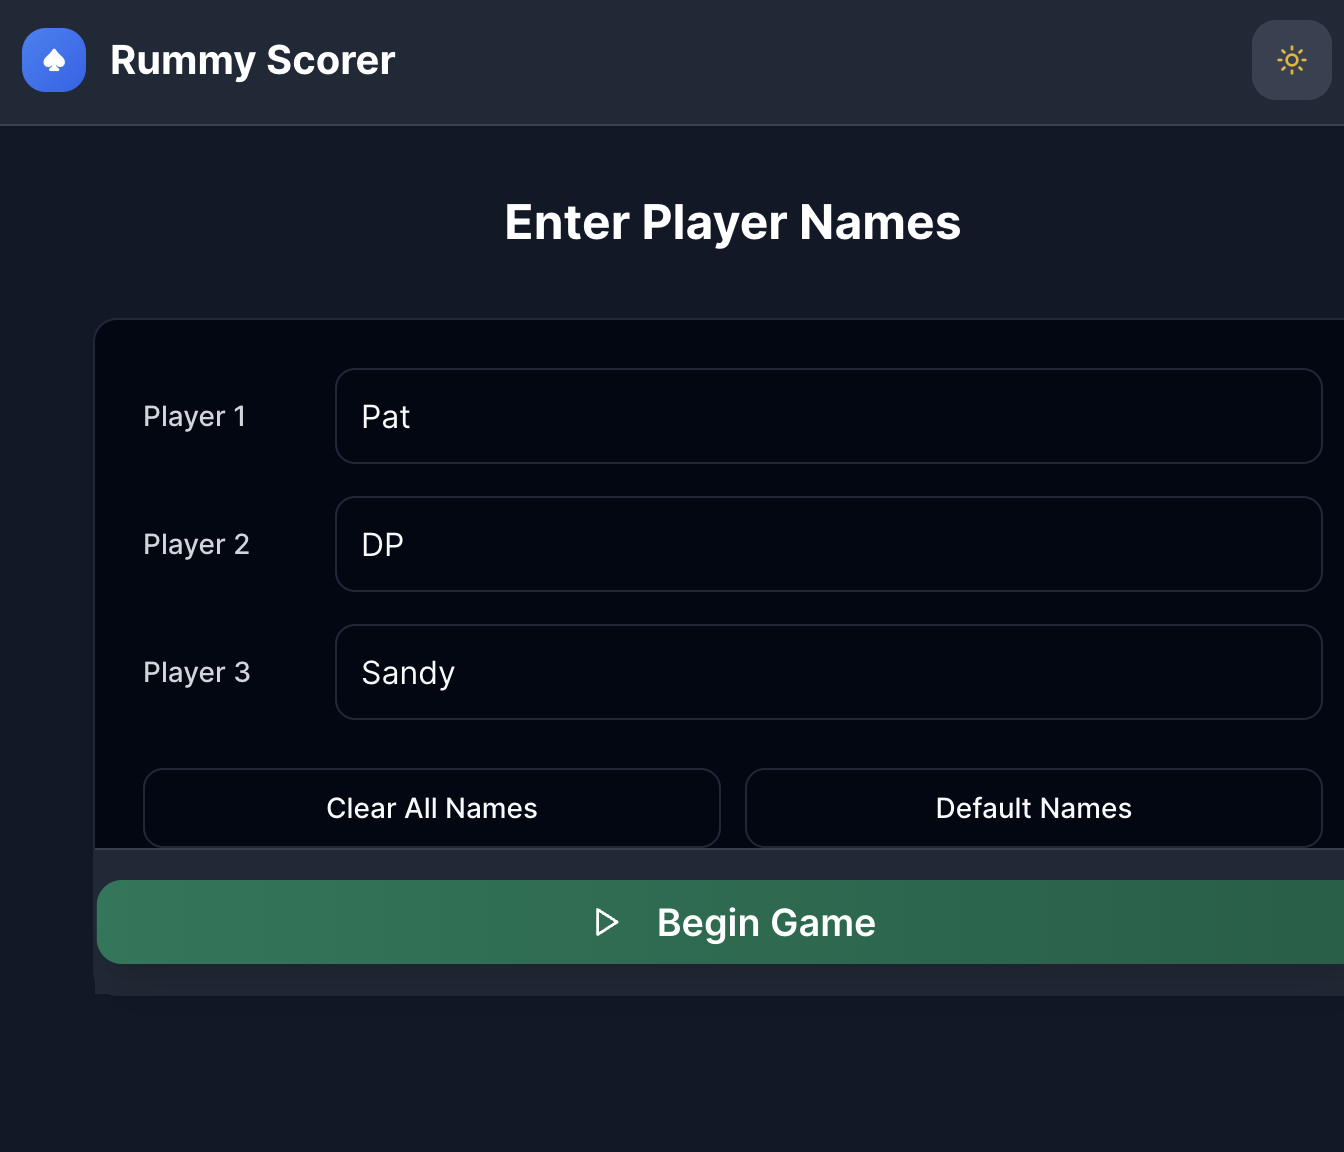 Rummy Scorer
Enter Player Names
Player 1
Pat
Player 2
DP
Player 3
Sandy
Clear All Names
Default Names
Begin Game